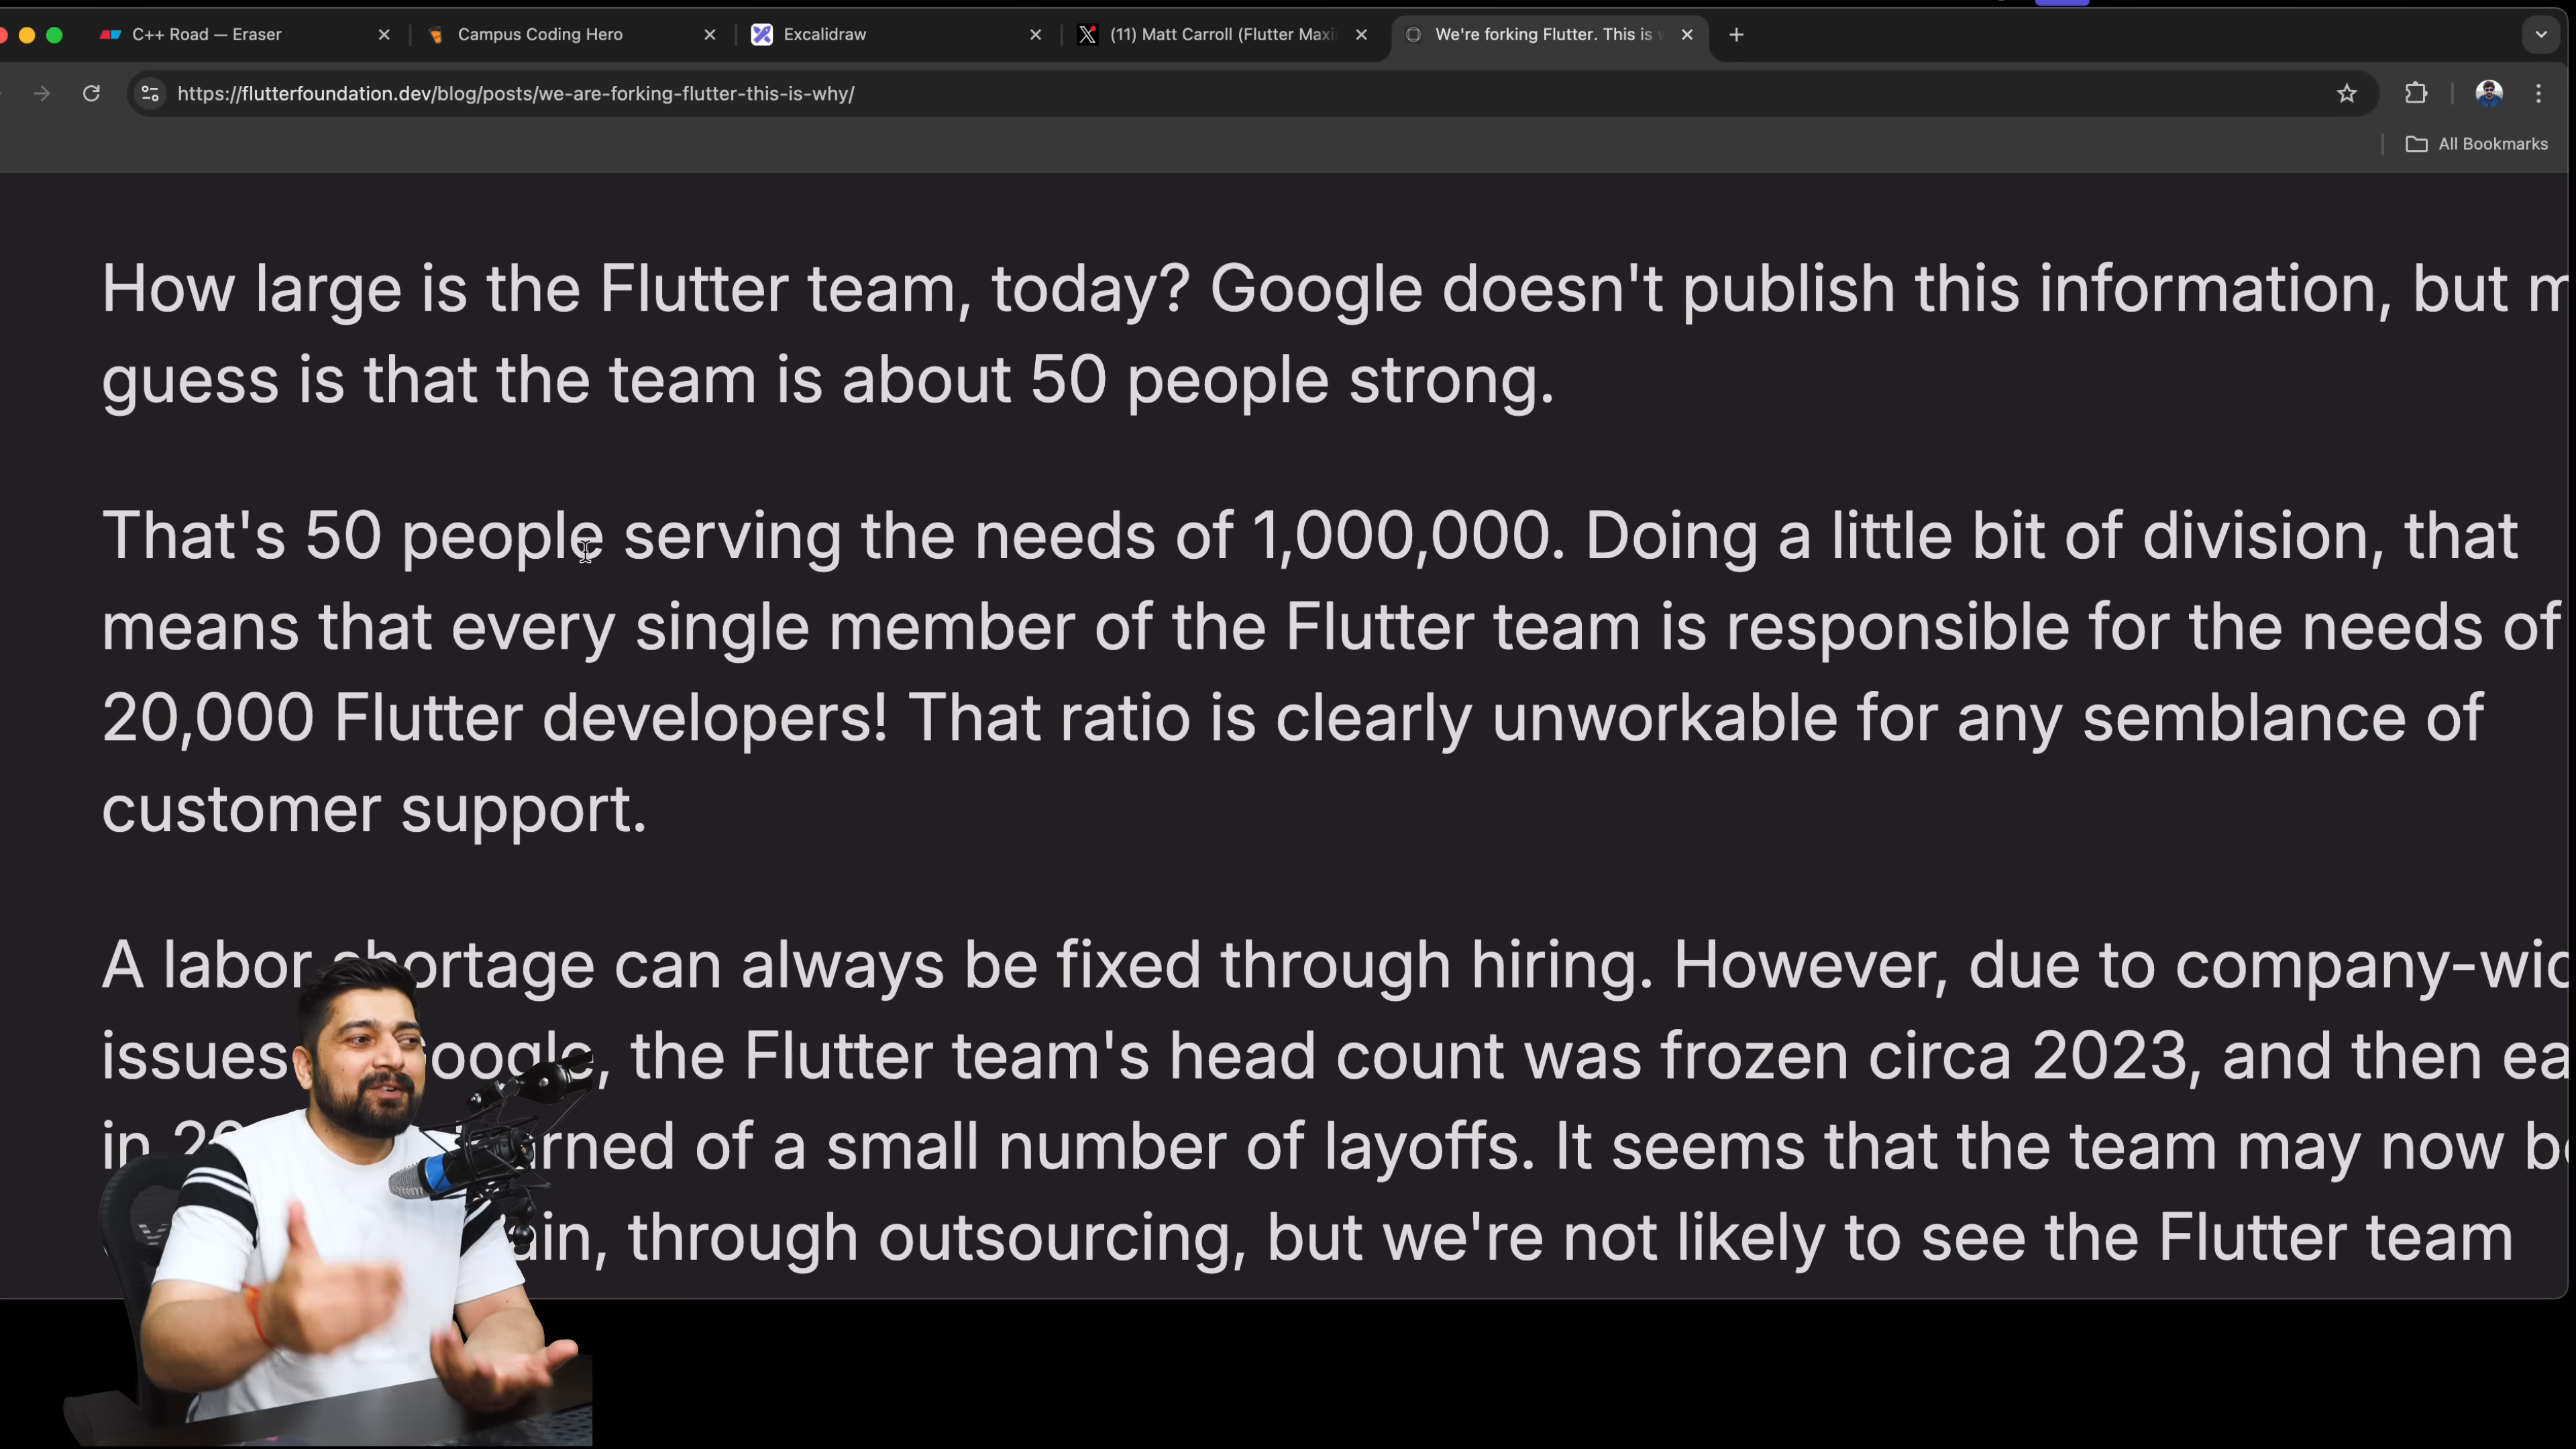 C++ Road — Eraser
Campus Coding Hero
Excalidraw
(11) Matt Carroll (Flutter Maxi
We're forking Flutter. This is
https://flutterfoundation.dev/blog/posts/we-are-forking-flutter-this-is-why/
All Bookmarks
How large is the Flutter team, today? Google doesn't publish this information, but
guess is that the team is about 50 people strong.
That's 50 people serving the needs of 1,000,000. Doing a little bit of division, that
means that every single member of the Flutter team is responsible for the needs of
20,000 Flutter developers! That ratio is clearly unworkable for any semblance of
customer support.
A labor shortage can always be fixed through hiring. However, due to company-wid
issues Google, the Flutter team's head count was frozen circa 2023, and then ea
in of a small number of layoffs. It seems that the team may now
through outsourcing, but we're not likely to see the Flutter team